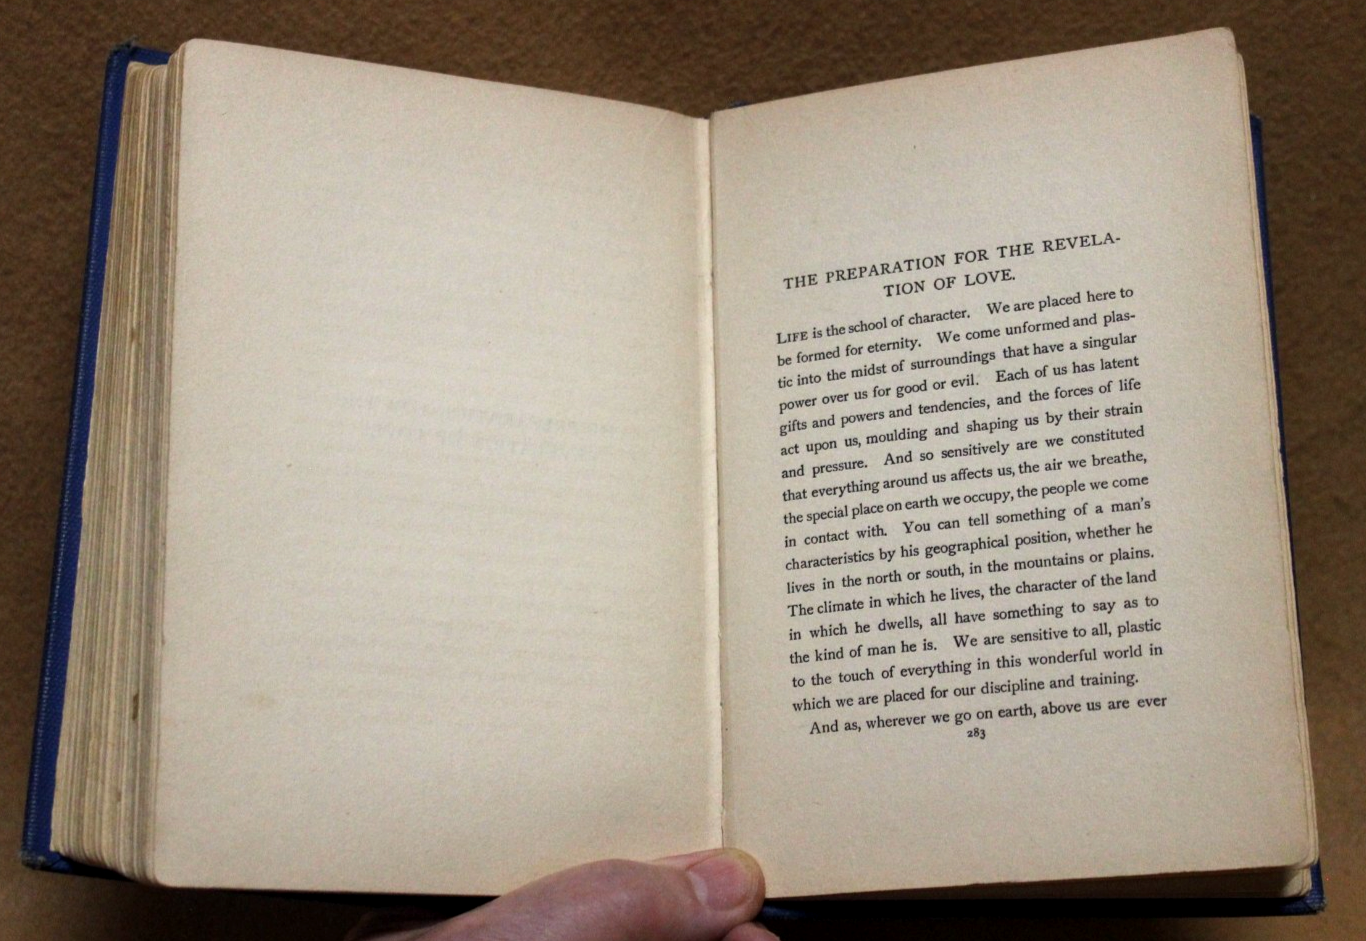 THE PREPARATION FOR THE REVELA-
TION OF LOVE.
LIFE is the school of character. We are placed here to
be formed for eternity. We come unformed and plas-
tic into the midst of surroundings that have a singular
power over us for good or evil. Each of us has latent
gifts and powers and tendencies, and the forces of life
act upon us, moulding and shaping us by their strain
and pressure. And so sensitively are we constituted
that everything around us affects us, the air we breathe,
the special place on earth we occupy, the people we come
in contact with. You can tell something of a man's
characteristics by his geographical position, whether he
lives in the north or south, in the mountains or plains.
The climate in which he lives, the character of the land
in which he dwells, all have something to say as to
the kind of man he is. We are sensitive to all, plastic
to the touch of everything in this wonderful world in
which we are placed for our discipline and training.
And as, wherever we go on earth, above us are ever
283